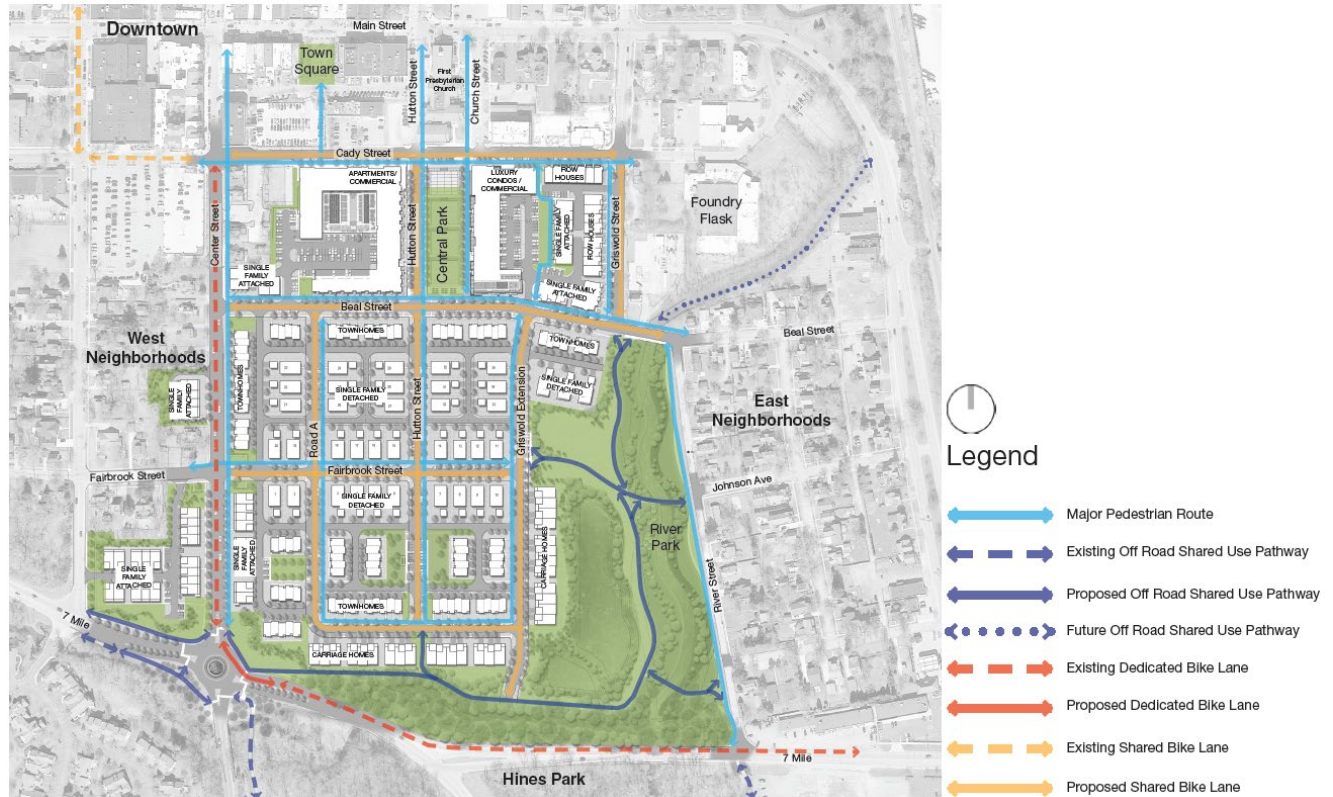 Downtown
Main Street
Town
Square
Hutton Street
First
Presbyterian
Church
Church Street
Cady Street
APARTMENTS/
COMMERCIAL
LUXURY
CONDOS /
COMMERCIAL
ROW
HOUSES
Foundry
Flask
Center Street
Hutton Street
Central Park
SINGLE FAMILY
ATTACHED
ROW HOUSES
Griswold Street
SINGLE
FAMILY
ATTACHED
SINGLE FAMILY
ATTACHED
Beal Street
Beal Street
West
Neighborhoods
TOWNHOMES
TOWNHOMES
TOWNHOMES
SINGLE FAMILY
DETACHED
SINGLE
FAMILY
ATTACHED
SINGLE FAMILY
DETACHED
East
Neighborhoods
Road A
Hutton Street
Griswold Extension
Fairbrook Street
Fairbrook Street
Johnson Ave
SINGLE FAMILY
DETACHED
River
Park
CARRIAGE HOMES
River Street
SINGLE
FAMILY
ATTACHED
SINGLE
FAMILY
ATTACHED
TOWNHOMES
7 Mile
CARRIAGE HOMES
7 Mile
Hines Park
Legend
Major Pedestrian Route
Existing Off Road Shared Use Pathway
Proposed Off Road Shared Use Pathway
Future Off Road Shared Use Pathway
Existing Dedicated Bike Lane
Proposed Dedicated Bike Lane
Existing Shared Bike Lane
Proposed Shared Bike Lane